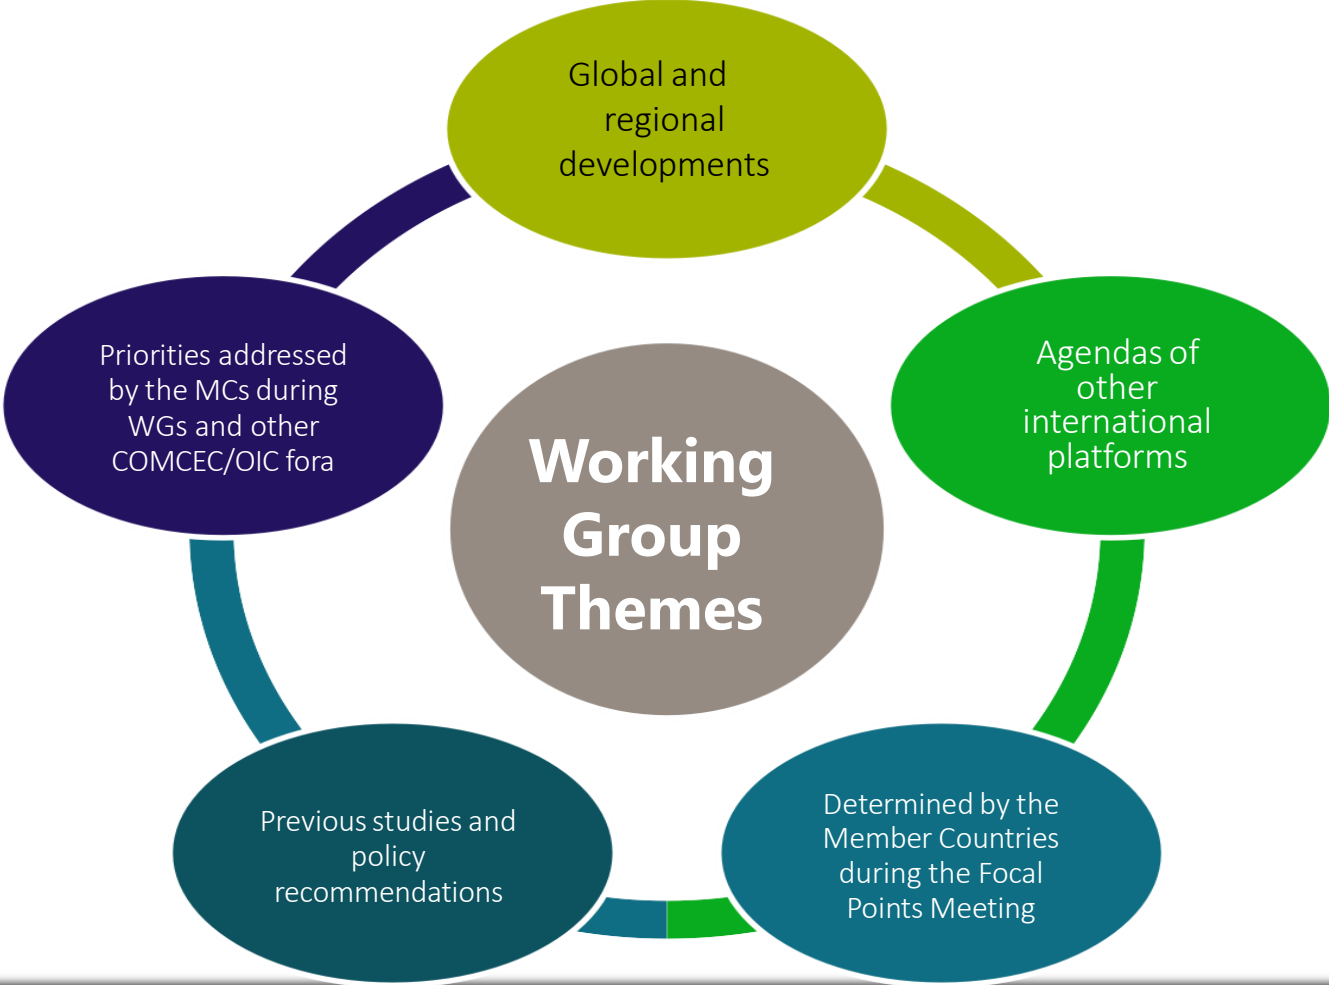 Global and
regional
developments
Priorities addressed
by the MCs during
WGs and other
COMCEC/OIC fora
Agendas of
other
international
platforms
Working
Group
Themes
Previous studies and
policy
recommendations
Determined by the
Member Countries
during the Focal
Points Meeting